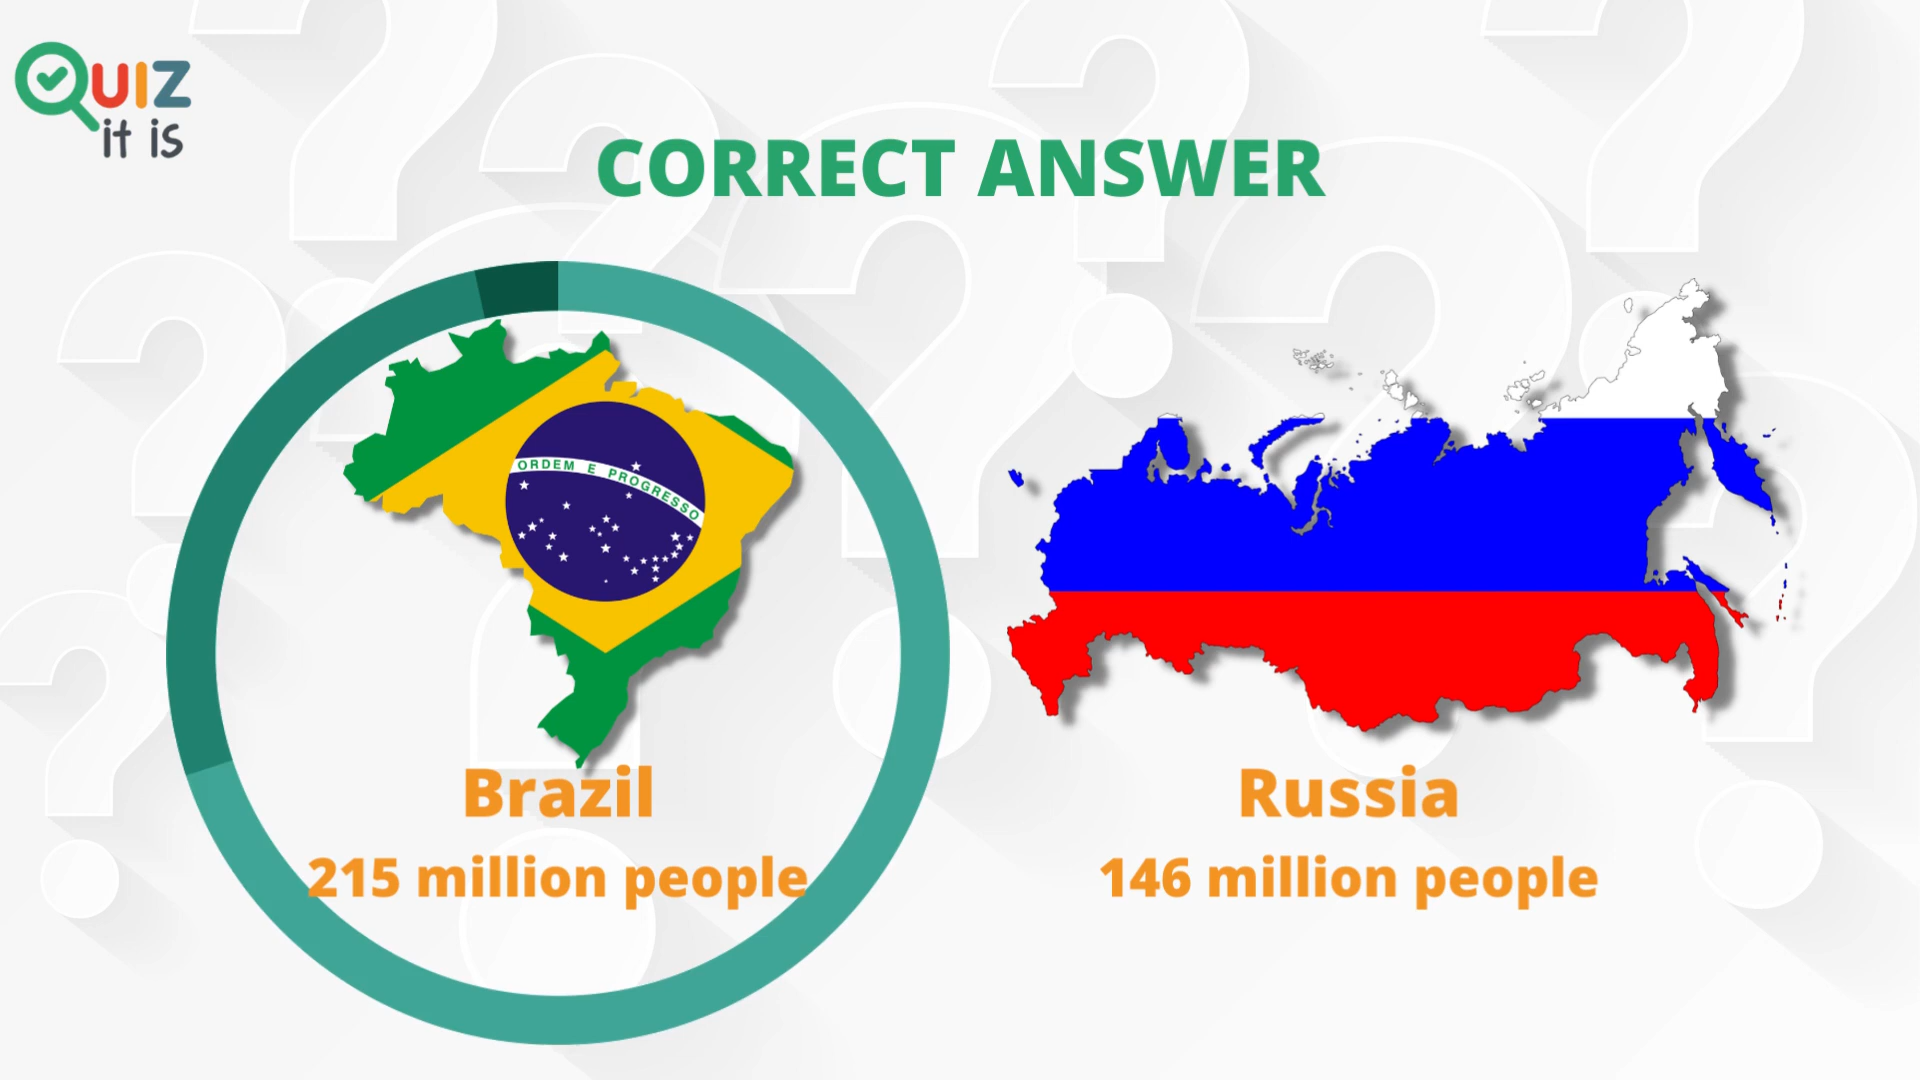 QUIZ
it is
CORRECT ANSWER
ORDEM E PROGRESSO
Brazil
Russia
215 million people
146 million people